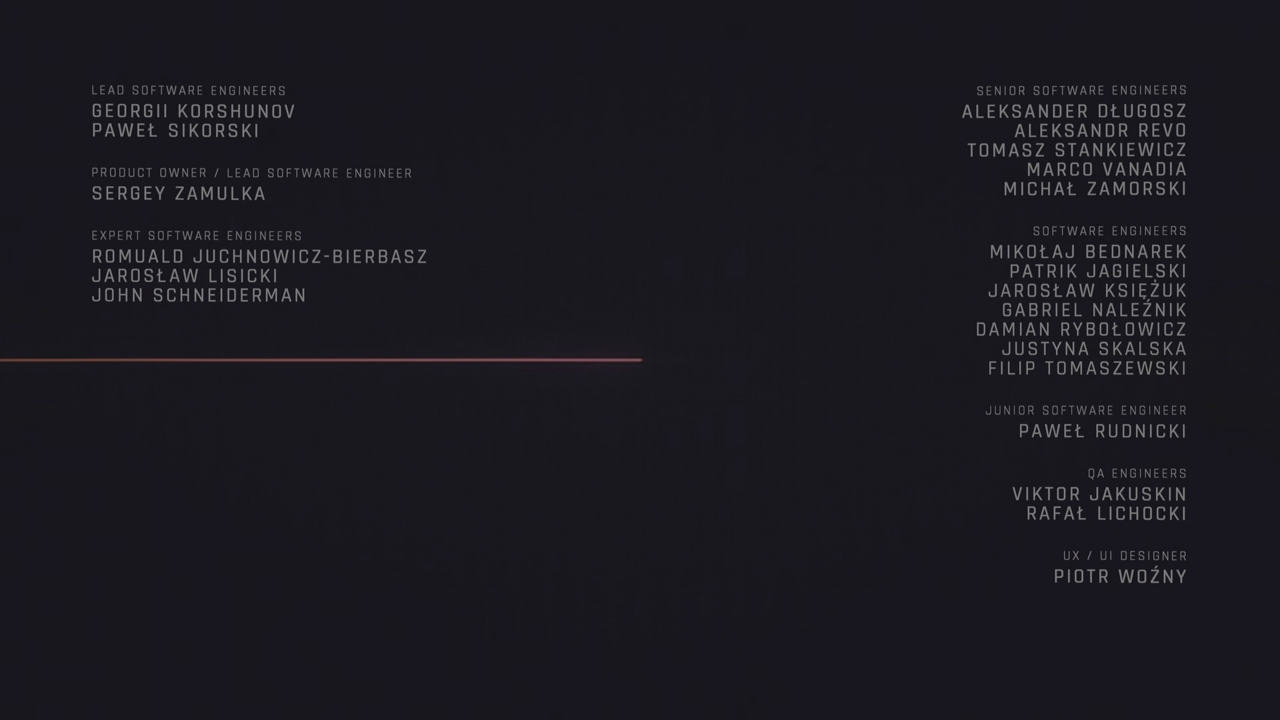 LEAD SOFTWARE ENGINEERS
GEORGII KORSHUNOV
PAWEŁ SIKORSKI
PRODUCT OWNER / LEAD SOFTWARE ENGINEER
SERGEY ZAMULKA
EXPERT SOFTWARE ENGINEERS
ROMUALD JUCHNOWICZ-BIERBASZ
JAROSŁAW LISICKI
JOHN SCHNEIDERMAN
SENIOR SOFTWARE ENGINEERS
ALEKSANDER DŁUGOSZ
ALEKSANDR REVO
TOMASZ STANKIEWICZ
MARCO VANADIA
MICHAŁ ZAMORSKI
SOFTWARE ENGINEERS
MIKOŁAJ BEDNAREK
PATRIK JAGIELSKI
JAROSŁAW KSIĘŻUK
GABRIEL NALEŹNIK
DAMIAN RYBOŁOWICZ
JUSTYNA SKALSKA
FILIP TOMASZEWSKI
JUNIOR SOFTWARE ENGINEER
PAWEŁ RUDNICKI
QA ENGINEERS
VIKTOR JAKUSKIN
RAFAŁ LICHOCKI
UX / UI DESIGNER
PIOTR WOŹNY